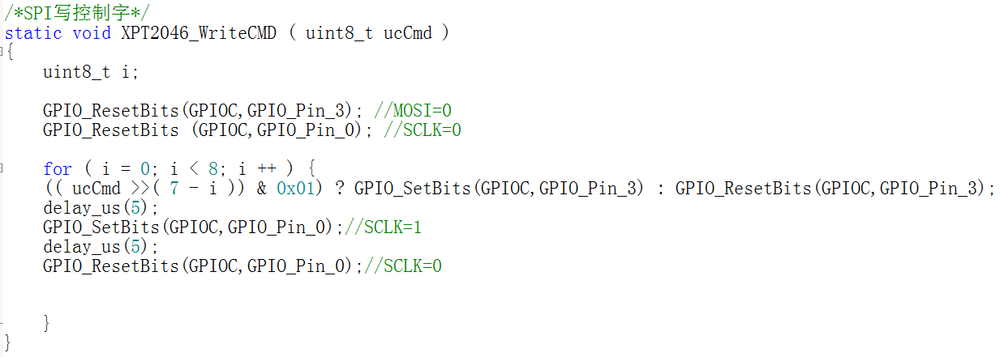 /*SPI写控制字*/
static void XPT2046_WriteCMD ( uint8_t ucCmd )
{
    uint8_t i;
    GPIO_ResetBits(GPIOC,GPIO_Pin_3); //MOSI=0
    GPIO_ResetBits (GPIOC,GPIO_Pin_0); //SCLK=0
    for ( i = 0; i < 8; i ++ ) {
    (( ucCmd >>( 7 - i )) & 0x01) ? GPIO_SetBits(GPIOC,GPIO_Pin_3) : GPIO_ResetBits(GPIOC,GPIO_Pin_3);
    delay_us(5);
    GPIO_SetBits(GPIOC,GPIO_Pin_0);//SCLK=1
    delay_us(5);
    GPIO_ResetBits(GPIOC,GPIO_Pin_0);//SCLK=0
    }
}